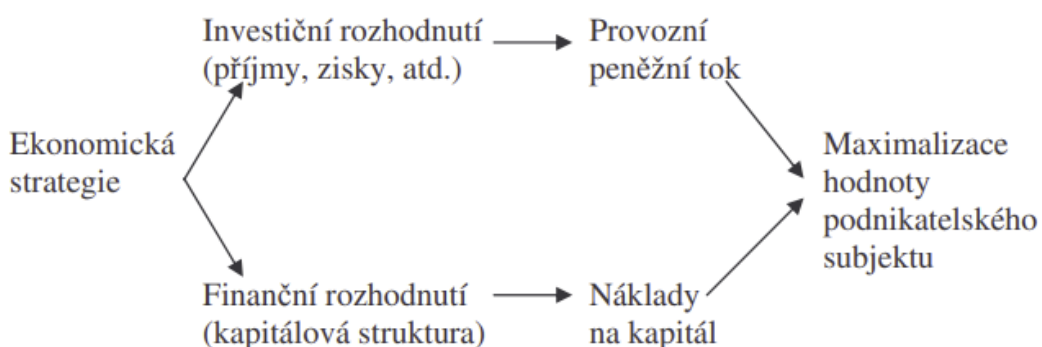 Investiční rozhodnutí
(příjmy, zisky, atd.)
Provozní
peněžní tok
Ekonomická
strategie
Maximalizace
hodnoty
podnikatelského
subjektu
Finanční rozhodnutí
(kapitálová struktura)
Náklady
na kapitál